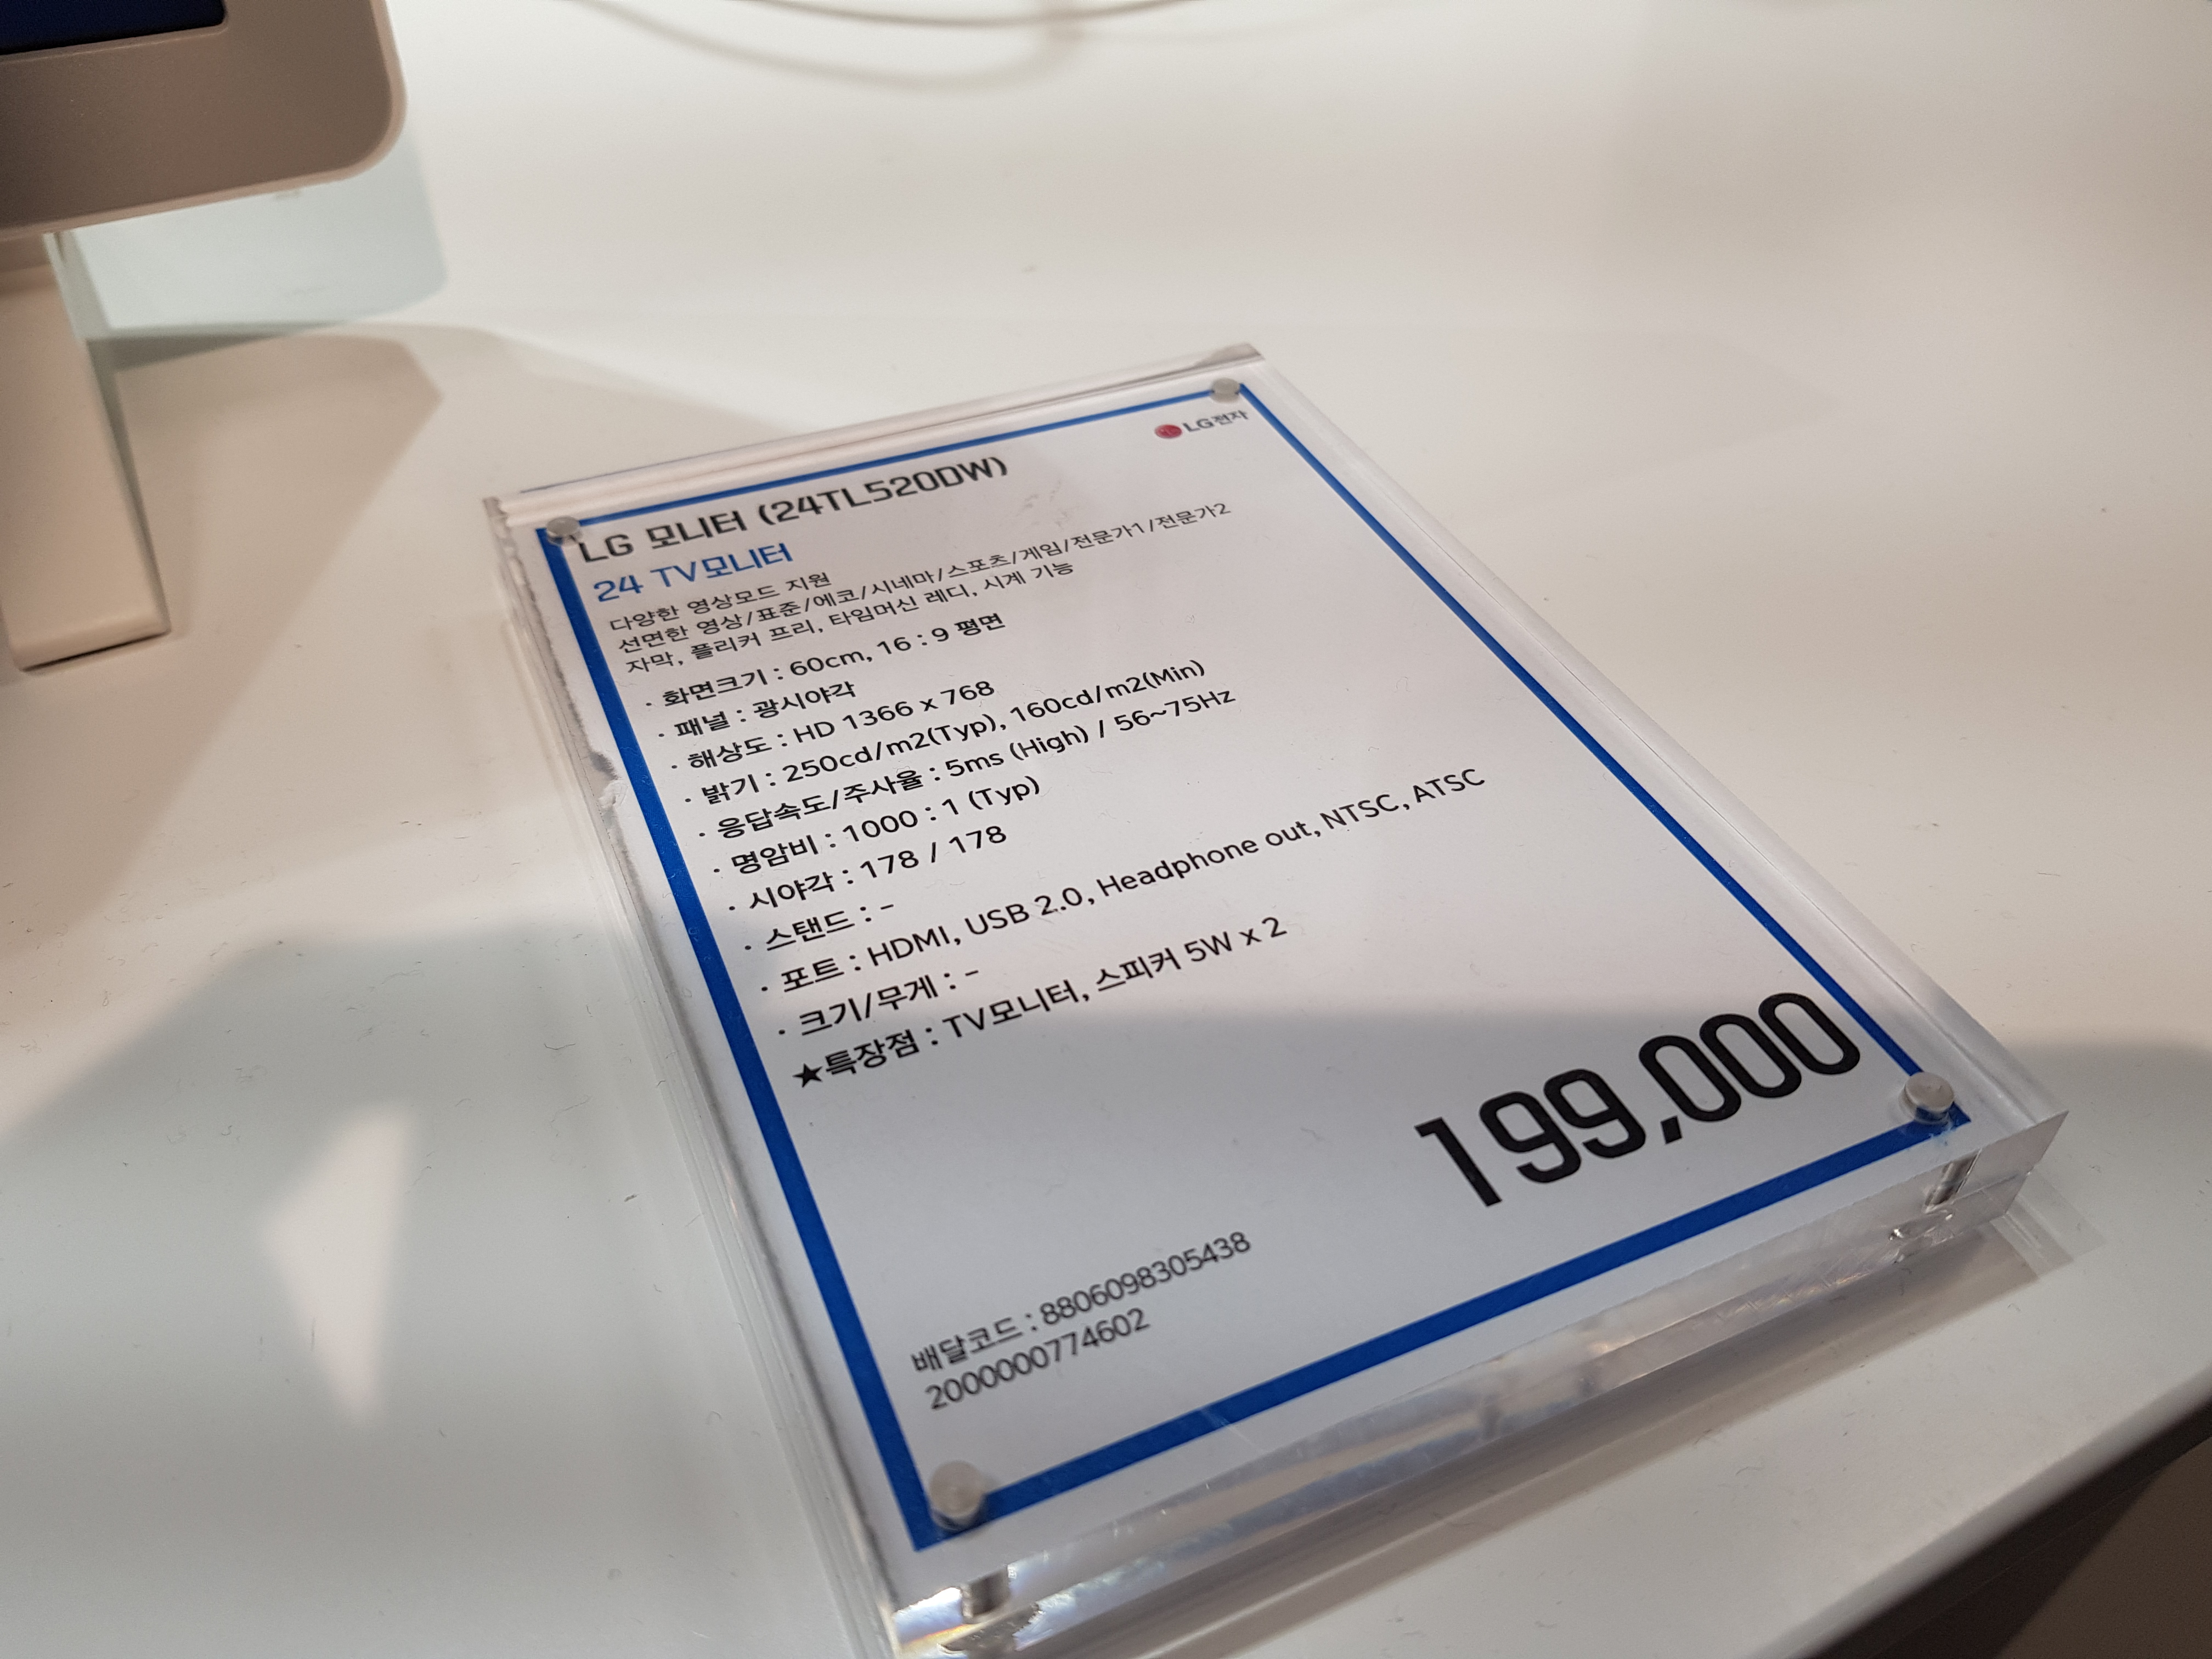 LG전자
LG 모니터 (24TL520DW)
24 TV모니터
다양한 영상모드 지원
선면한 영상/표준/에코/시네마/스포츠/게임/전문가1/전문가2
자막, 플리커 프리, 타임머신 레디, 시계 기능
· 화면크기 : 60cm, 16 : 9 평면
· 패널 : 광시야각
· 해상도 : HD 1366 x 768
· 밝기 : 250cd/m2(Typ), 160cd/m2(Min)
· 응답속도/주사율 : 5ms (High) / 56~75Hz
· 명암비 : 1000 : 1 (Typ)
· 시야각 : 178 / 178
· 스탠드 : -
· 포트 : HDMI, USB 2.0, Headphone out, NTSC, ATSC
· 크기/무게 : -
★특장점 : TV모니터, 스피커 5W x 2
199,000
배달코드 : 8806098305438
2000000774602